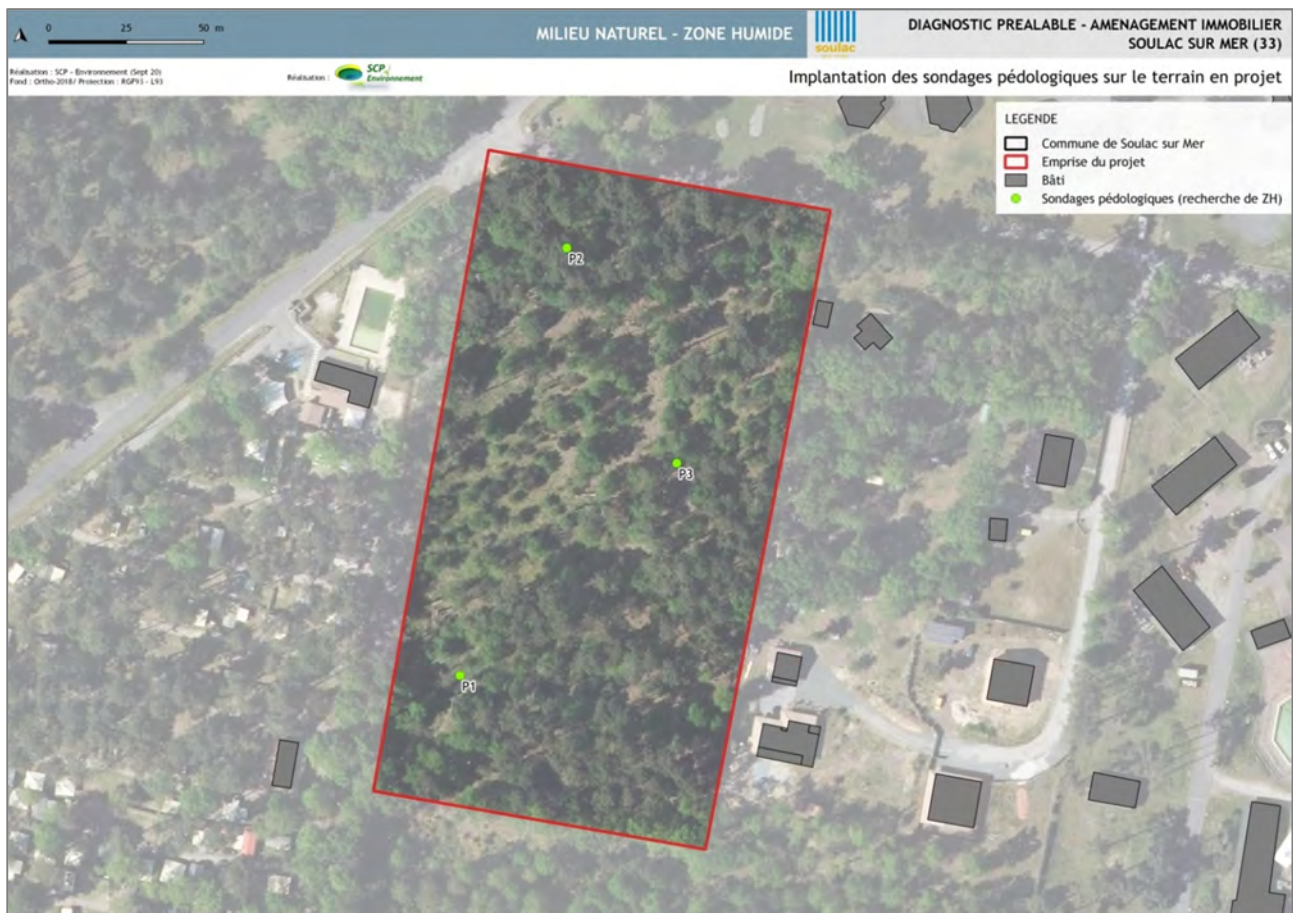 0 25 50 m
MILIEU NATUREL - ZONE HUMIDE
soulac
DIAGNOSTIC PREALABLE - AMENAGEMENT IMMOBILIER
SOULAC SUR MER (33)
Réalisation : SCP - Environnement (Sept 20)
Fond : Ortho-2018/ Projection : RGF93 - L93
Réalisation :
SCP
Environnement
Implantation des sondages pédologiques sur le terrain en projet
LEGENDE
Commune de Soulac sur Mer
Emprise du projet
Bâti
Sondages pédologiques (recherche de ZH)
P2
P3
P1